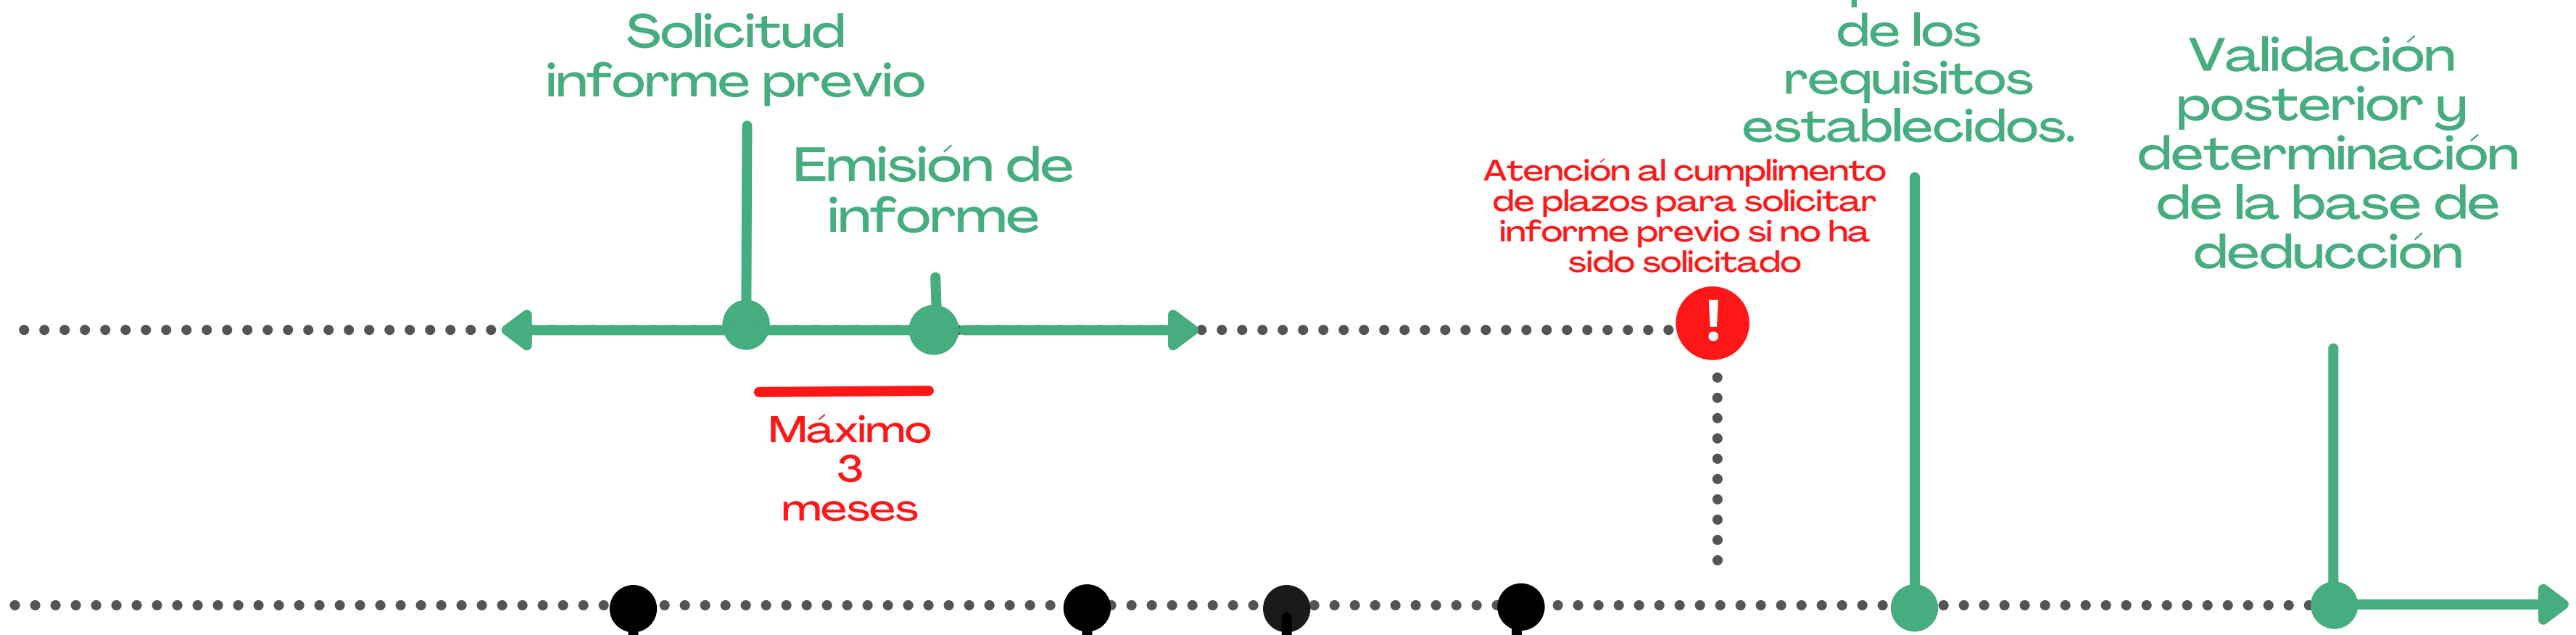 Solicitud
informe previo
Emisión de
informe
Máximo
3
meses
Atención al cumplimento
de plazos para solicitar
informe previo si no ha
sido solicitado
!
de los
requisitos
establecidos.
Validación
posterior y
determinación
de la base de
deducción